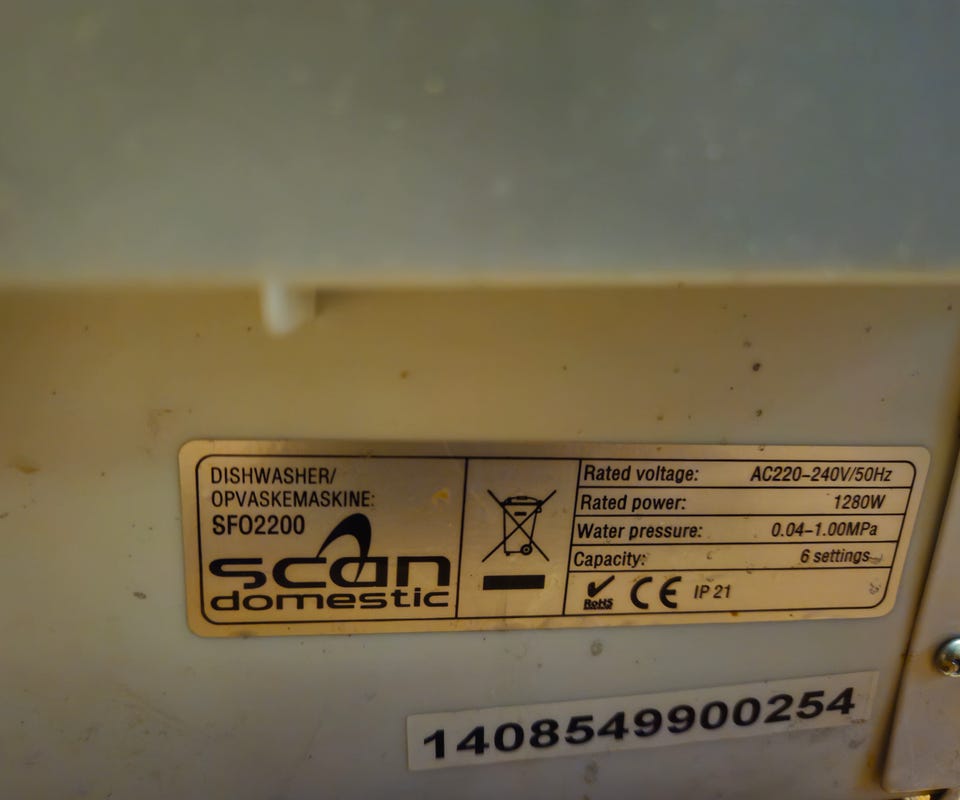 DISHWASHER/
OPVASKEMASKINE:
SFO2200
scan
domestic
Rated voltage: AC220-240V/50Hz
Rated power: 1280W
Water pressure: 0.04-1.00MPa
Capacity: 6 settings
RoHS CE IP 21
1408549900254